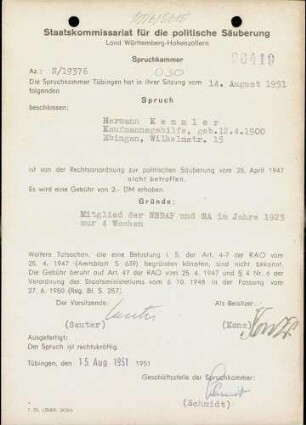 Staatskommissariat für die politische Säuberung
Land Württemberg-Hohenzollern
Spruchkammer
Az.: R/19376
030
Die Spruchkammer Tübingen hat in ihrer Sitzung vom 14. August 1951
folgenden
Spruch
beschlossen:
Hermann Kemmler
Kaufmannsgehilfe, geb.12.4.1900
Ebingen, Wilhelmstr. 15
ist von der Rechtsanordnung zur politischen Säuberung vom 25. April 1947
nicht betroffen.
Es wird eine Gebühr von 2.- DM erhoben.
Gründe:
Mitglied der NSDAP und SA im Jahre 1923
nur 4 Wochen
Weitere Tatsachen, die eine Belastung i. S. der Art. 4-7 der RAO vom
25. 4. 1947 (Amtsblatt S. 639) begründen könnten, sind nicht bekannt.
Die Gebühr beruht auf Art. 47 der RAO vom 25. 4. 1947 und § 4 Nr. 6 der
Verordnung des Staatsministeriums vom 6. 10. 1948 in der Fassung vom
27. 6. 1950 (Reg. Bl. S. 257).
Der Vorsitzende:
Als Beisitzer:
(Sauter)
(Konz)
Ausgefertigt:
Der Spruch ist rechtskräftig.
Tübingen, den 15. Aug. 1951 1951
Geschäftsstelle der Spruchkammer:
(Schmidt)